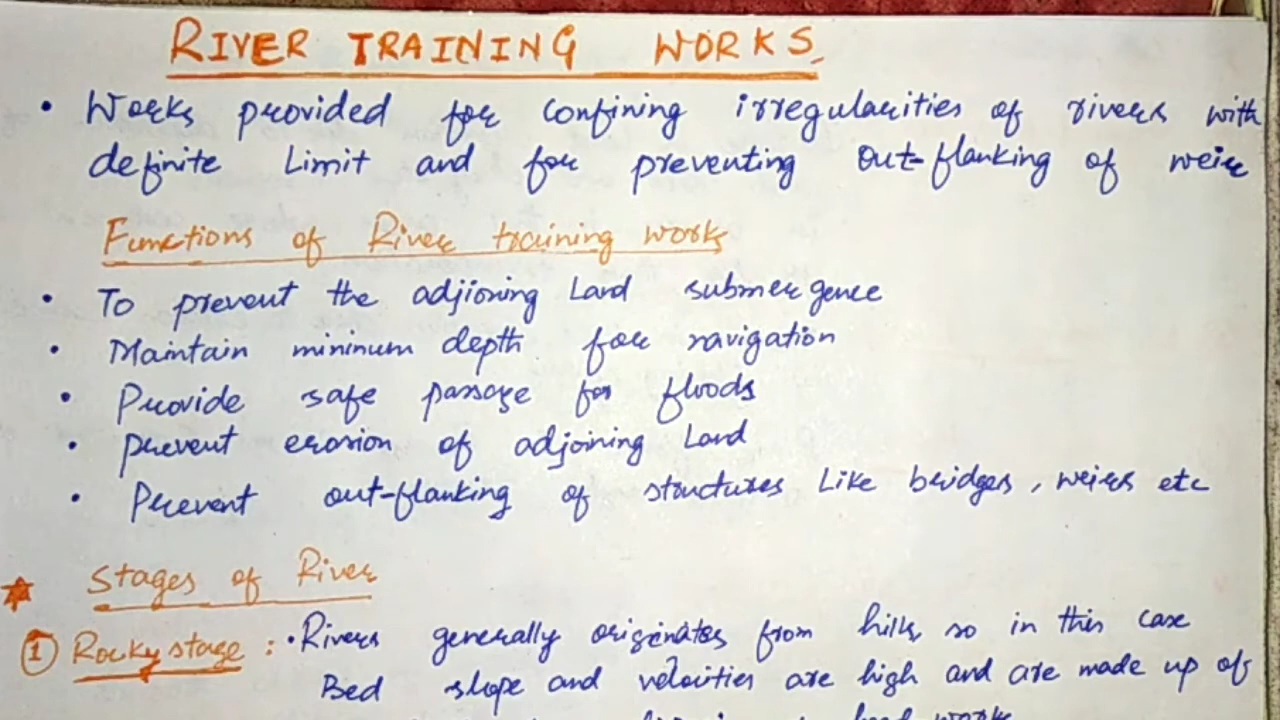 RIVER TRAINING WORKS
• Works provided for confining irregularities of rivers with
definite Limit and for preventing out-flanking of weir
Functions of River training works
• To prevent the adjioning Land submergence
• Maintain mininum depth for navigation
• Provide safe passage for floods
• prevent erosion of adjoining Land
• Prevent out-flanking of structures Like bridges, weirs etc
Stages of River
① Rocky stage : • Rivers generally originates from hills, so in this case
Bed slope and velocities are high and are made up of